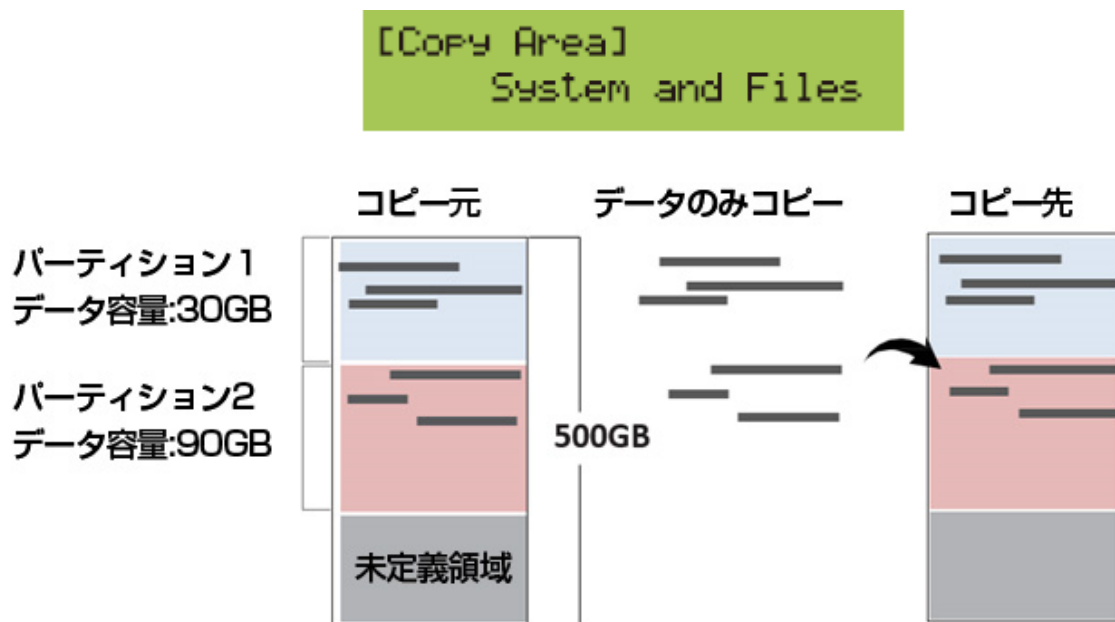 [Copy Area]
System and Files
コピー元
データのみコピー
コピー先
パーティション1
データ容量:30GB
パーティション2
データ容量:90GB
500GB
未定義領域